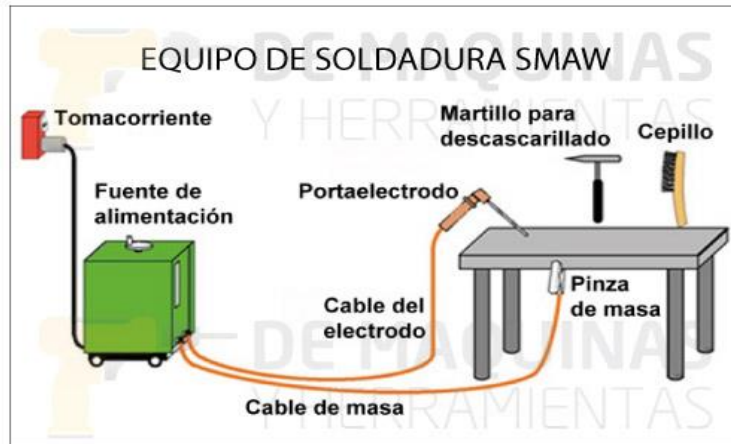 EQUIPO DE SOLDADURA SMAW
DE MAQUINAS
Y HERRAMIENTAS
Tomacorriente
Martillo para
descascarillado
Cepillo
Fuente de
alimentación
Portaelectrodo
Cable del
electrodo
Pinza
de masa
Cable de masa
DE MAQUINAS
Y HERRAMIENTAS